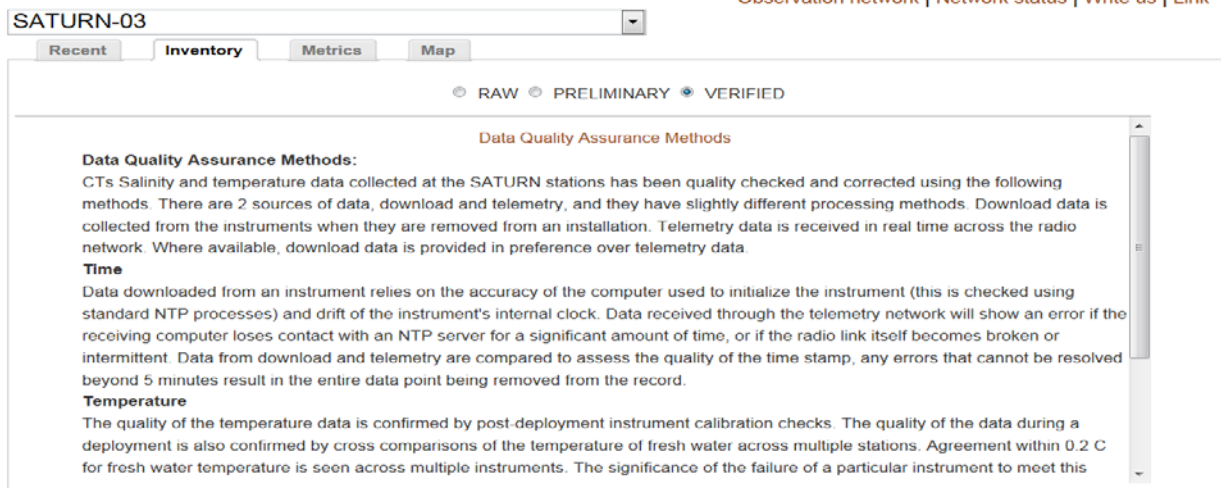 Observation network | Network status | Write us | Link
SATURN-03
Recent Inventory Metrics Map
RAW PRELIMINARY VERIFIED
Data Quality Assurance Methods
Data Quality Assurance Methods:
CTs Salinity and temperature data collected at the SATURN stations has been quality checked and corrected using the following
methods. There are 2 sources of data, download and telemetry, and they have slightly different processing methods. Download data is
collected from the instruments when they are removed from an installation. Telemetry data is received in real time across the radio
network. Where available, download data is provided in preference over telemetry data.
Time
Data downloaded from an instrument relies on the accuracy of the computer used to initialize the instrument (this is checked using
standard NTP processes) and drift of the instrument's internal clock. Data received through the telemetry network will show an error if the
receiving computer loses contact with an NTP server for a significant amount of time, or if the radio link itself becomes broken or
intermittent. Data from download and telemetry are compared to assess the quality of the time stamp, any errors that cannot be resolved
beyond 5 minutes result in the entire data point being removed from the record.
Temperature
The quality of the temperature data is confirmed by post-deployment instrument calibration checks. The quality of the data during a
deployment is also confirmed by cross comparisons of the temperature of fresh water across multiple stations. Agreement within 0.2 C
for fresh water temperature is seen across multiple instruments. The significance of the failure of a particular instrument to meet this